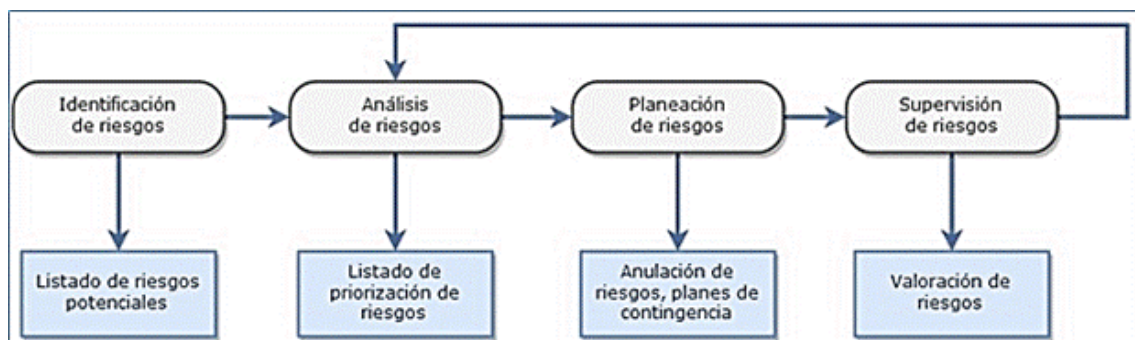 Identificación
de riesgos
Análisis
de riesgos
Planeación
de riesgos
Supervisión
de riesgos
Listado de riesgos
potenciales
Listado de
priorización de
riesgos
Anulación de
riesgos, planes de
contingencia
Valoración de
riesgos